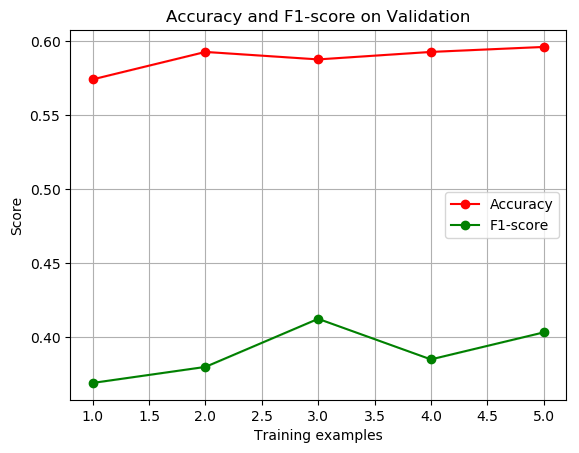 Accuracy and F1-score on Validation
0.60
0.55
0.50
0.45
0.40
Score
Accuracy
F1-score
1.0 1.5 2.0 2.5 3.0 3.5 4.0 4.5 5.0
Training examples